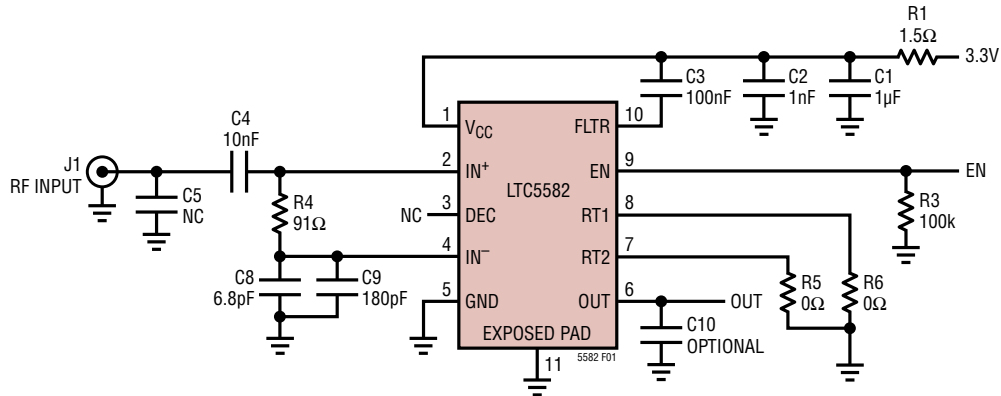 R1
1.5Ω
3.3V
C3
100nF
C2
1nF
C1
1µF
C4
10nF
1
VCC
FLTR
10
J1
RF INPUT
2
IN+
EN
9
EN
C5
NC
R4
91Ω
NC
3
DEC
LTC5582
RT1
8
R3
100k
4
IN−
RT2
7
C8
6.8pF
C9
180pF
R5
0Ω
R6
0Ω
5
GND
OUT
6
OUT
C10
OPTIONAL
EXPOSED PAD
11
5582 F01